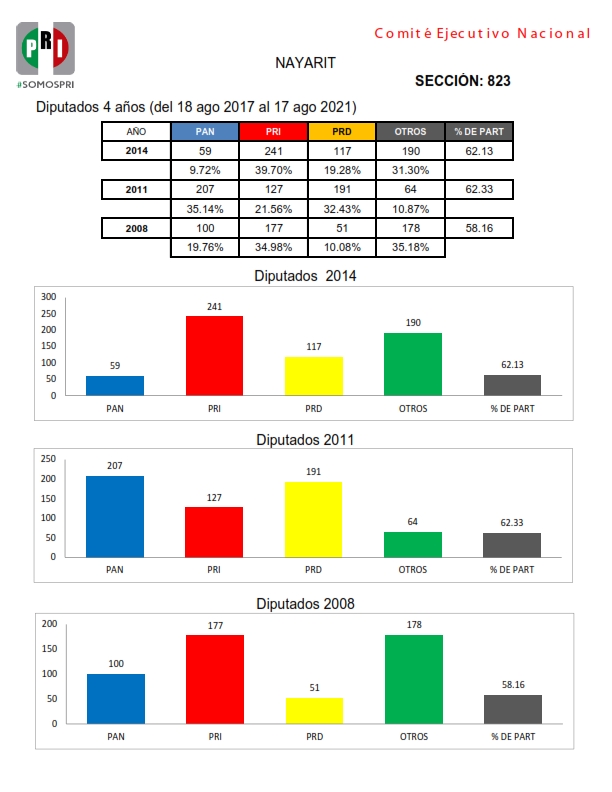 Comité Ejecutivo Nacional
PRI
#SOMOSPRI
NAYARIT
SECCIÓN: 823
Diputados 4 años (del 18 ago 2017 al 17 ago 2021)
AÑO PAN PRI PRD OTROS % DE PART
2014 59 241 117 190 62.13
9.72% 39.70% 19.28% 31.30%
2011 207 127 191 64 62.33
35.14% 21.56% 32.43% 10.87%
2008 100 177 51 178 58.16
19.76% 34.98% 10.08% 35.18%
Diputados 2014
300
250
200
150
100
50
0
59 241 117 190 62.13
PAN PRI PRD OTROS % DE PART
Diputados 2011
250
200
150
100
50
0
207 127 191 64 62.33
PAN PRI PRD OTROS % DE PART
Diputados 2008
200
150
100
50
0
100 177 51 178 58.16
PAN PRI PRD OTROS % DE PART